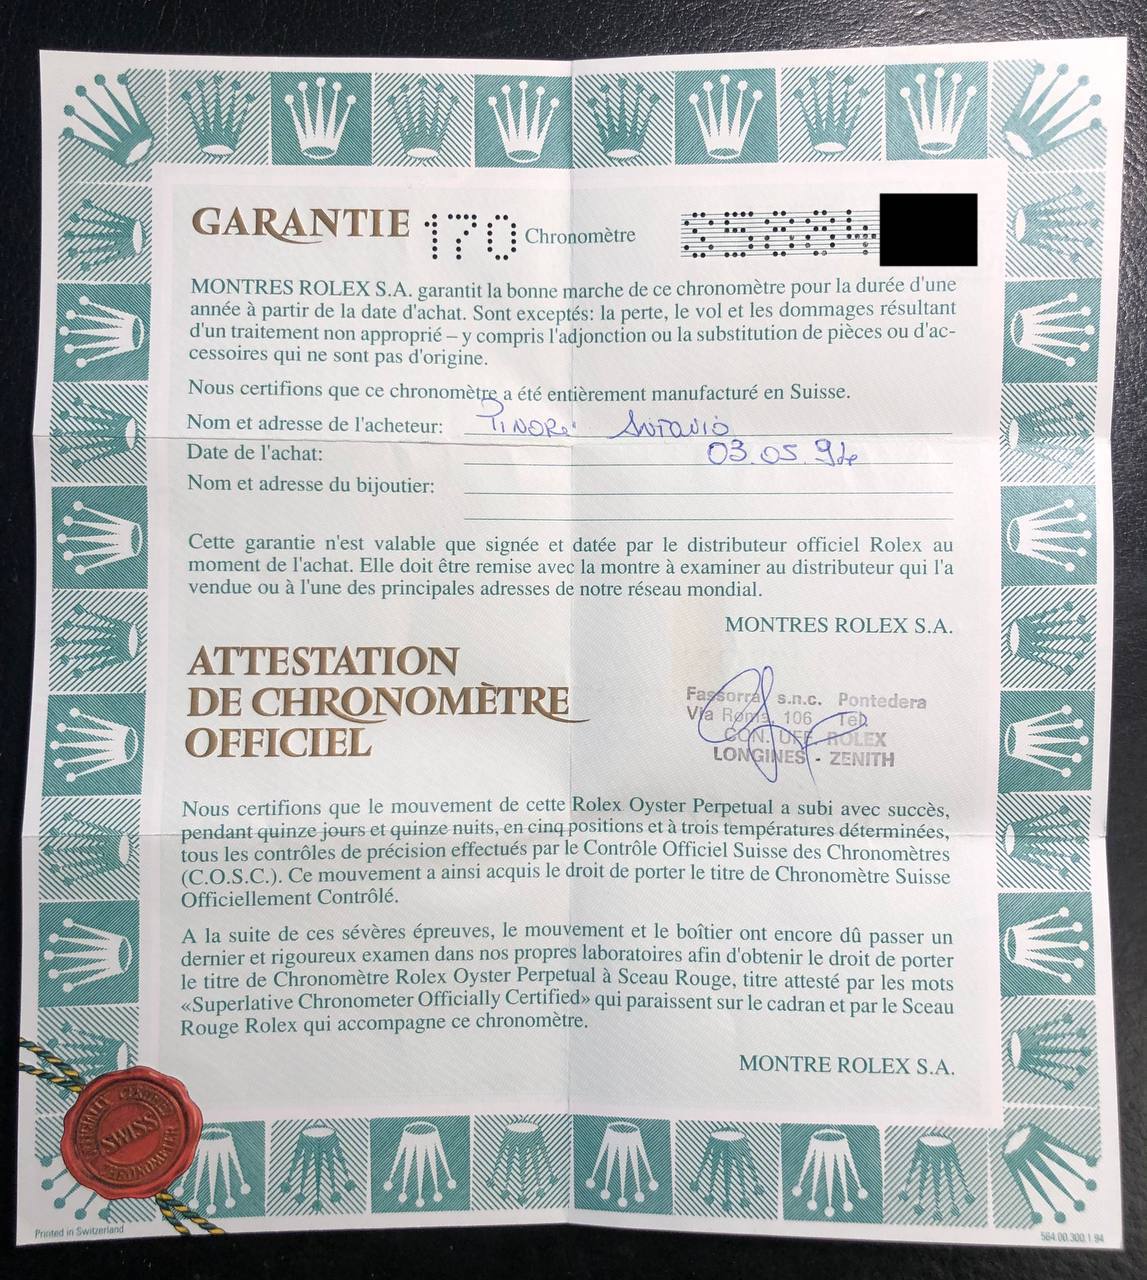 GARANTIE 170 Chronomètre
MONTRES ROLEX S.A. garantit la bonne marche de ce chronomètre pour la durée d'une
année à partir de la date d'achat. Sont exceptés: la perte, le vol et les dommages résultant
d'un traitement non approprié – y compris l'adjonction ou la substitution de pièces ou d'ac-
cessoires qui ne sont pas d'origine.
Nous certifions que ce chronomètre a été entièrement manufacturé en Suisse.
Nom et adresse de l'acheteur: Antonio
Date de l'achat: 03.05.94
Nom et adresse du bijoutier:
Cette garantie n'est valable que signée et datée par le distributeur officiel Rolex au
moment de l'achat. Elle doit être remise avec la montre à examiner au distributeur qui l'a
vendue ou à l'une des principales adresses de notre réseau mondial.
MONTRES ROLEX S.A.
ATTESTATION
DE CHRONOMÈTRE
OFFICIEL
s.n.c. Pontedera
Via Roma, 106 Tel.
CON. UFF. ROLEX
LONGINES - ZENITH
Nous certifions que le mouvement de cette Rolex Oyster Perpetual a subi avec succès,
pendant quinze jours et quinze nuits, en cinq positions et à trois températures déterminées,
tous les contrôles de précision effectués par le Contrôle Officiel Suisse des Chronomètres
(C.O.S.C.). Ce mouvement a ainsi acquis le droit de porter le titre de Chronomètre Suisse
Officiellement Contrôlé.
A la suite de ces sévères épreuves, le mouvement et le boîtier ont encore dû passer un
dernier et rigoureux examen dans nos propres laboratoires afin d'obtenir le droit de porter
le titre de Chronomètre Rolex Oyster Perpetual à Sceau Rouge, titre attesté par les mots
«Superlative Chronometer Officially Certified» qui paraissent sur le cadran et par le Sceau
Rouge Rolex qui accompagne ce chronomètre.
MONTRE ROLEX S.A.
OFFICIALLY CERTIFIED
SWISS
CHRONOMETER
Printed in Switzerland
564.00.300.1.94